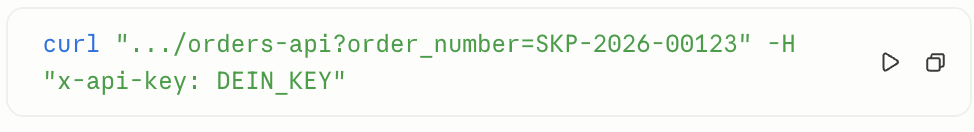 curl ".../orders-api?order_number=SKP-2026-00123" -H
"x-api-key: DEIN_KEY"